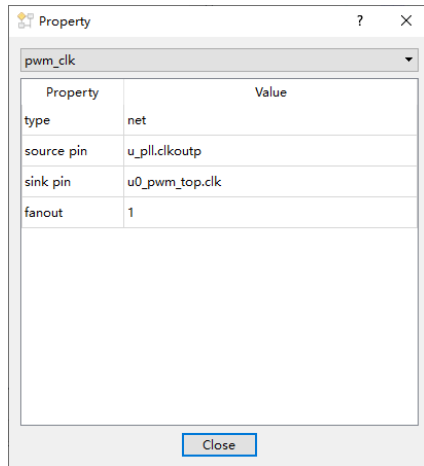 Property ?
pwm_clk
Property Value
type net
source pin u_pll.clkoutp
sink pin u0_pwm_top.clk
fanout 1
Close